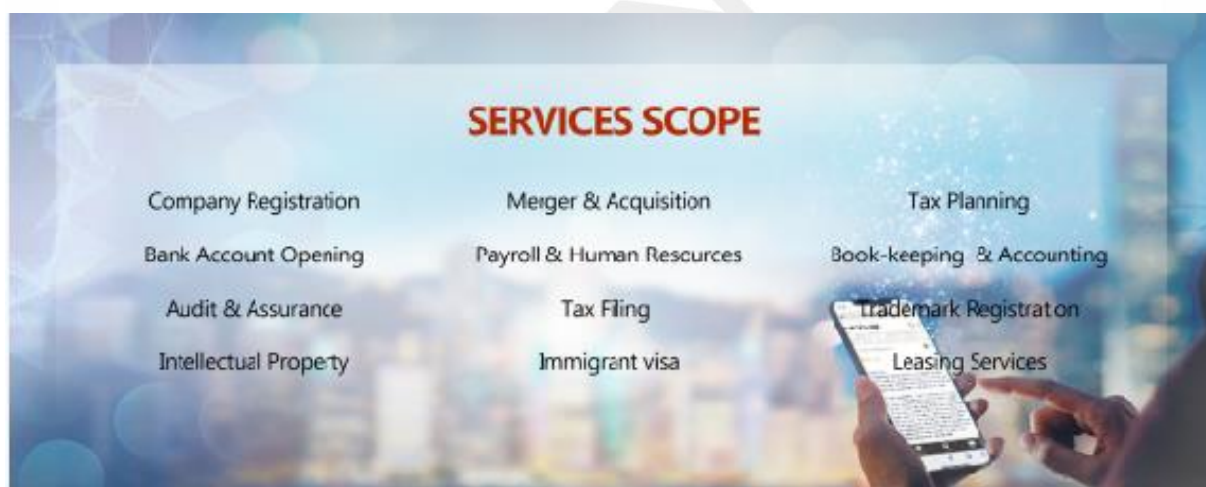 SERVICES SCOPE
Company Registration Merger & Acquisition Tax Planning
Bank Account Opening Payroll & Human Resources Book-keeping & Accounting
Audit & Assurance Tax Filing Trademark Registration
Intellectual Property Immigrant visa Leasing Services